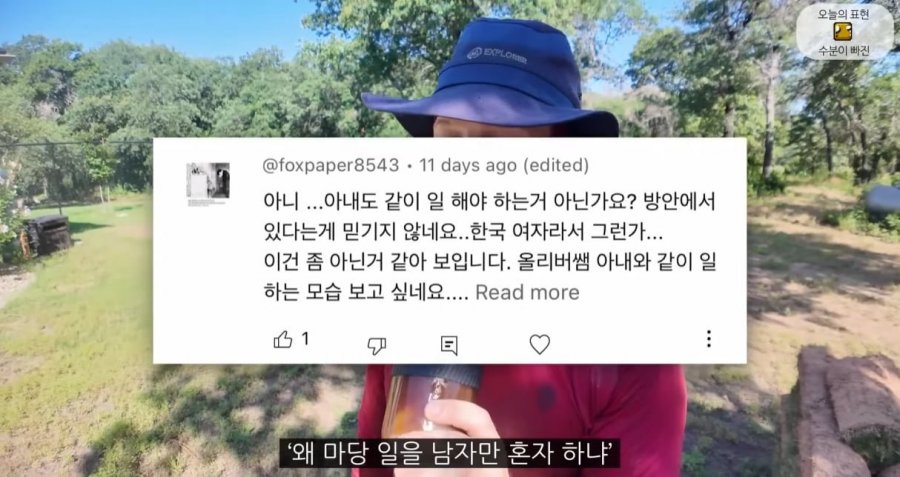 오늘의 표현
수분이 빠진
EXPLORER
@foxpaper8543 • 11 days ago (edited)
아니 ...아내도 같이 일 해야 하는거 아닌가요? 방안에서
있다는게 믿기지 않네요..한국 여자라서 그런가...
이건 좀 아닌거 같아 보입니다. 올리버쌤 아내와 같이 일
하는 모습 보고 싶네요.... Read more
1
‘왜 마당 일을 남자만 혼자 하냐’